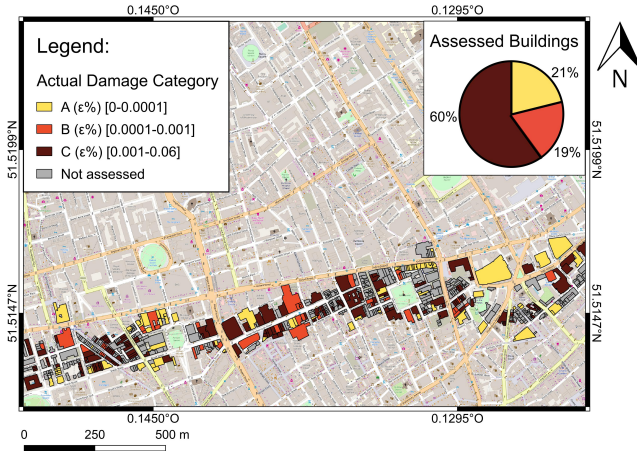 0.1450°O 0.1295°O
Legend:
Actual Damage Category
A (ε%) [0-0.0001]
B (ε%) [0.0001-0.001]
C (ε%) [0.001-0.06]
Not assessed
Assessed Buildings
21%
60%
19%
N
51.5199°N 51.5199°N
51.5147°N 51.5147°N
0.1450°O 0.1295°O
0 250 500 m